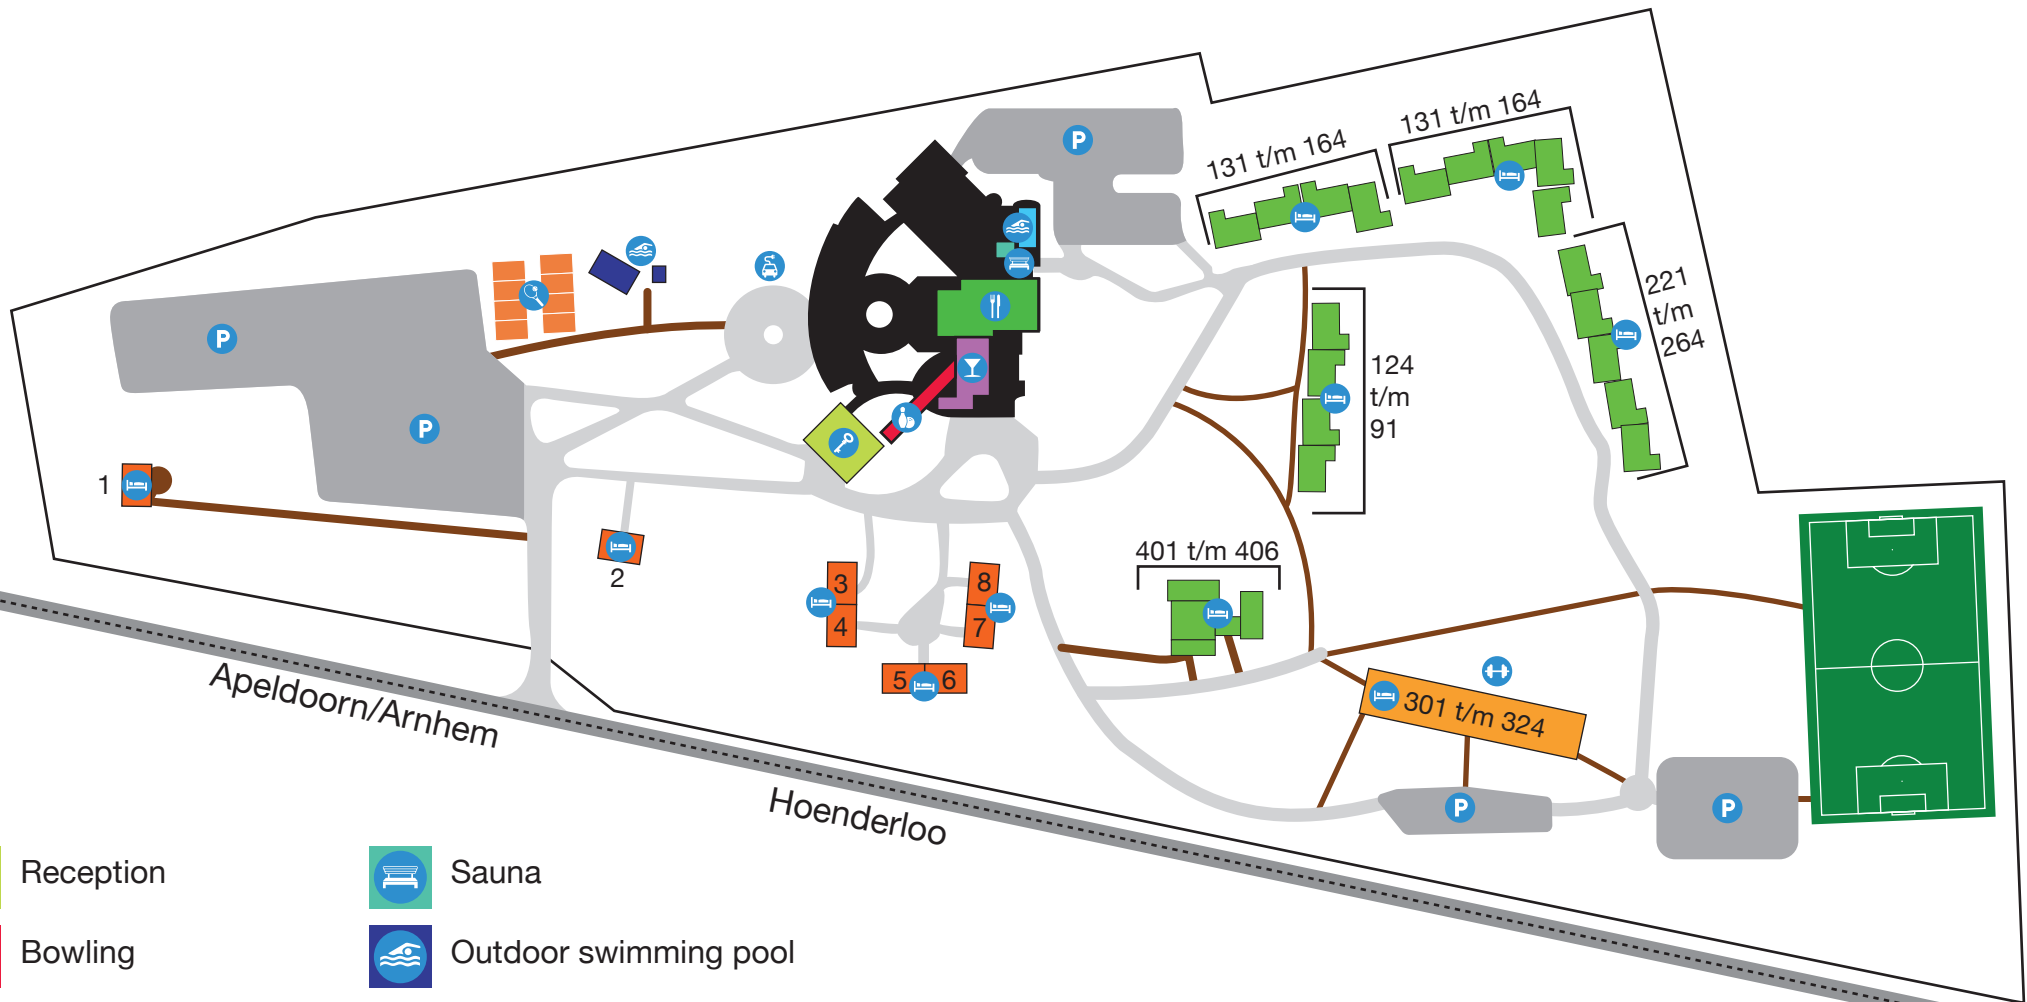 131 t/m 164
131 t/m 164
P
221
t/m
264
P
124
t/m
91
P
1
2
401 t/m 406
3
4
8
7
5
6
301 t/m 324
P
P
Apeldoorn/Arnhem
Hoenderloo
Reception
Sauna
Bowling
Outdoor swimming pool